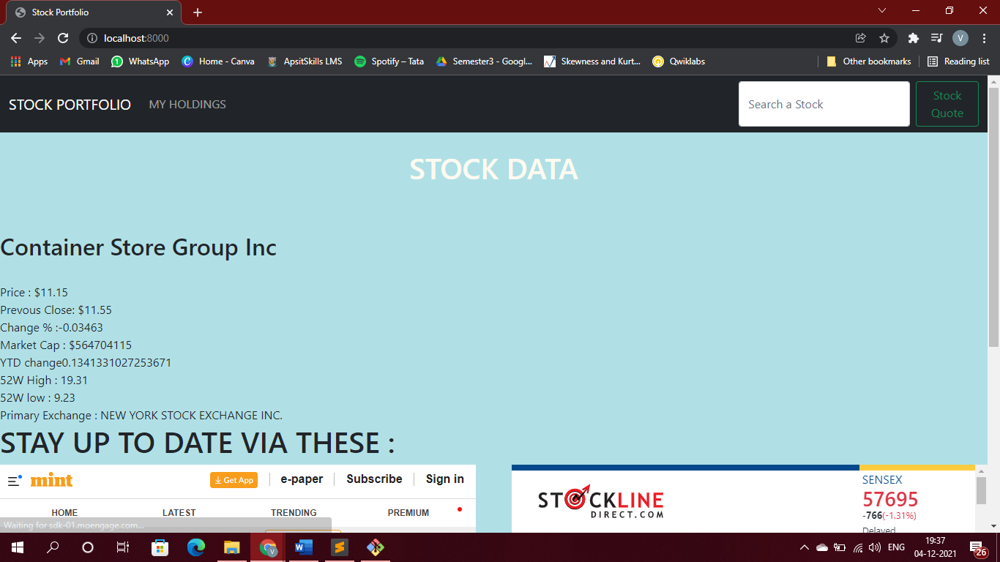 Stock Portfolio
localhost:8000
Apps Gmail WhatsApp Home - Canva ApsitSkills LMS Spotify – Tata Semester3 - Googl... Skewness and Kurt... Qwiklabs Other bookmarks Reading list
V
STOCK PORTFOLIO MY HOLDINGS Search a Stock Stock
Quote
STOCK DATA
Container Store Group Inc
Price : $11.15
Prevous Close: $11.55
Change % :-0.03463
Market Cap : $564704115
YTD change0.1341331027253671
52W High : 19.31
52W low : 9.23
Primary Exchange : NEW YORK STOCK EXCHANGE INC.
STAY UP TO DATE VIA THESE :
mint Get App e-paper Subscribe Sign in
HOME LATEST TRENDING PREMIUM
STOCKLINE
DIRECT.COM
SENSEX
57695
-766(-1.31%)
Delayed
Waiting for sdk-01.moengage.com...
V
ENG
19:37
04-12-2021
26